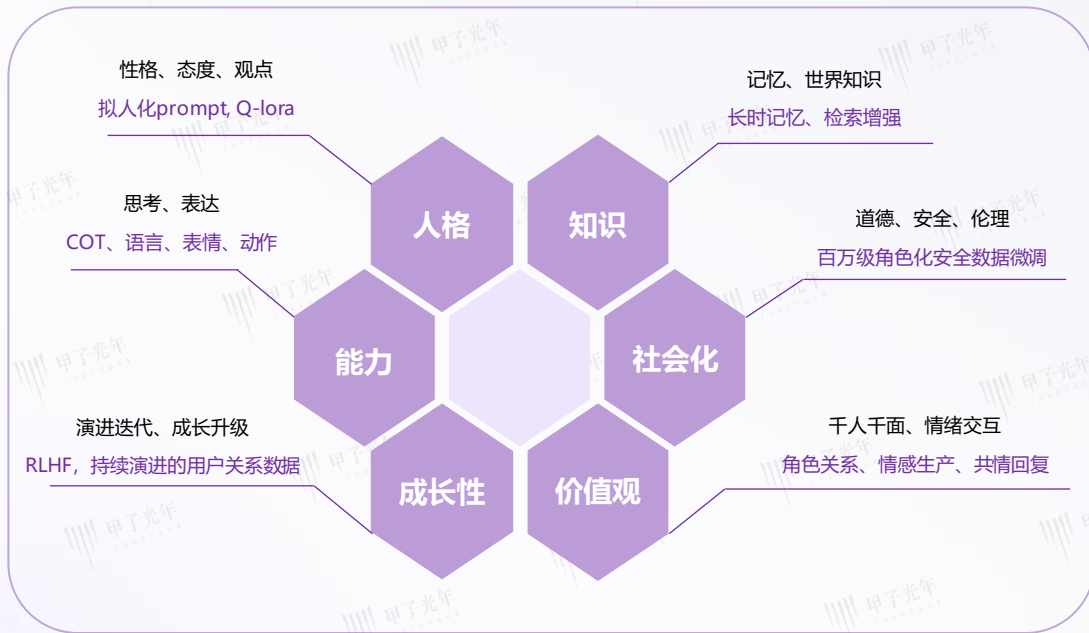 性格、态度、观点
拟人化prompt, Q-lora
记忆、世界知识
长时记忆、检索增强
思考、表达
COT、语言、表情、动作
道德、安全、伦理
百万级角色化安全数据微调
人格
知识
能力
社会化
演进迭代、成长升级
RLHF，持续演进的用户关系数据
千人千面、情绪交互
角色关系、情感生产、共情回复
成长性
价值观
甲子光年